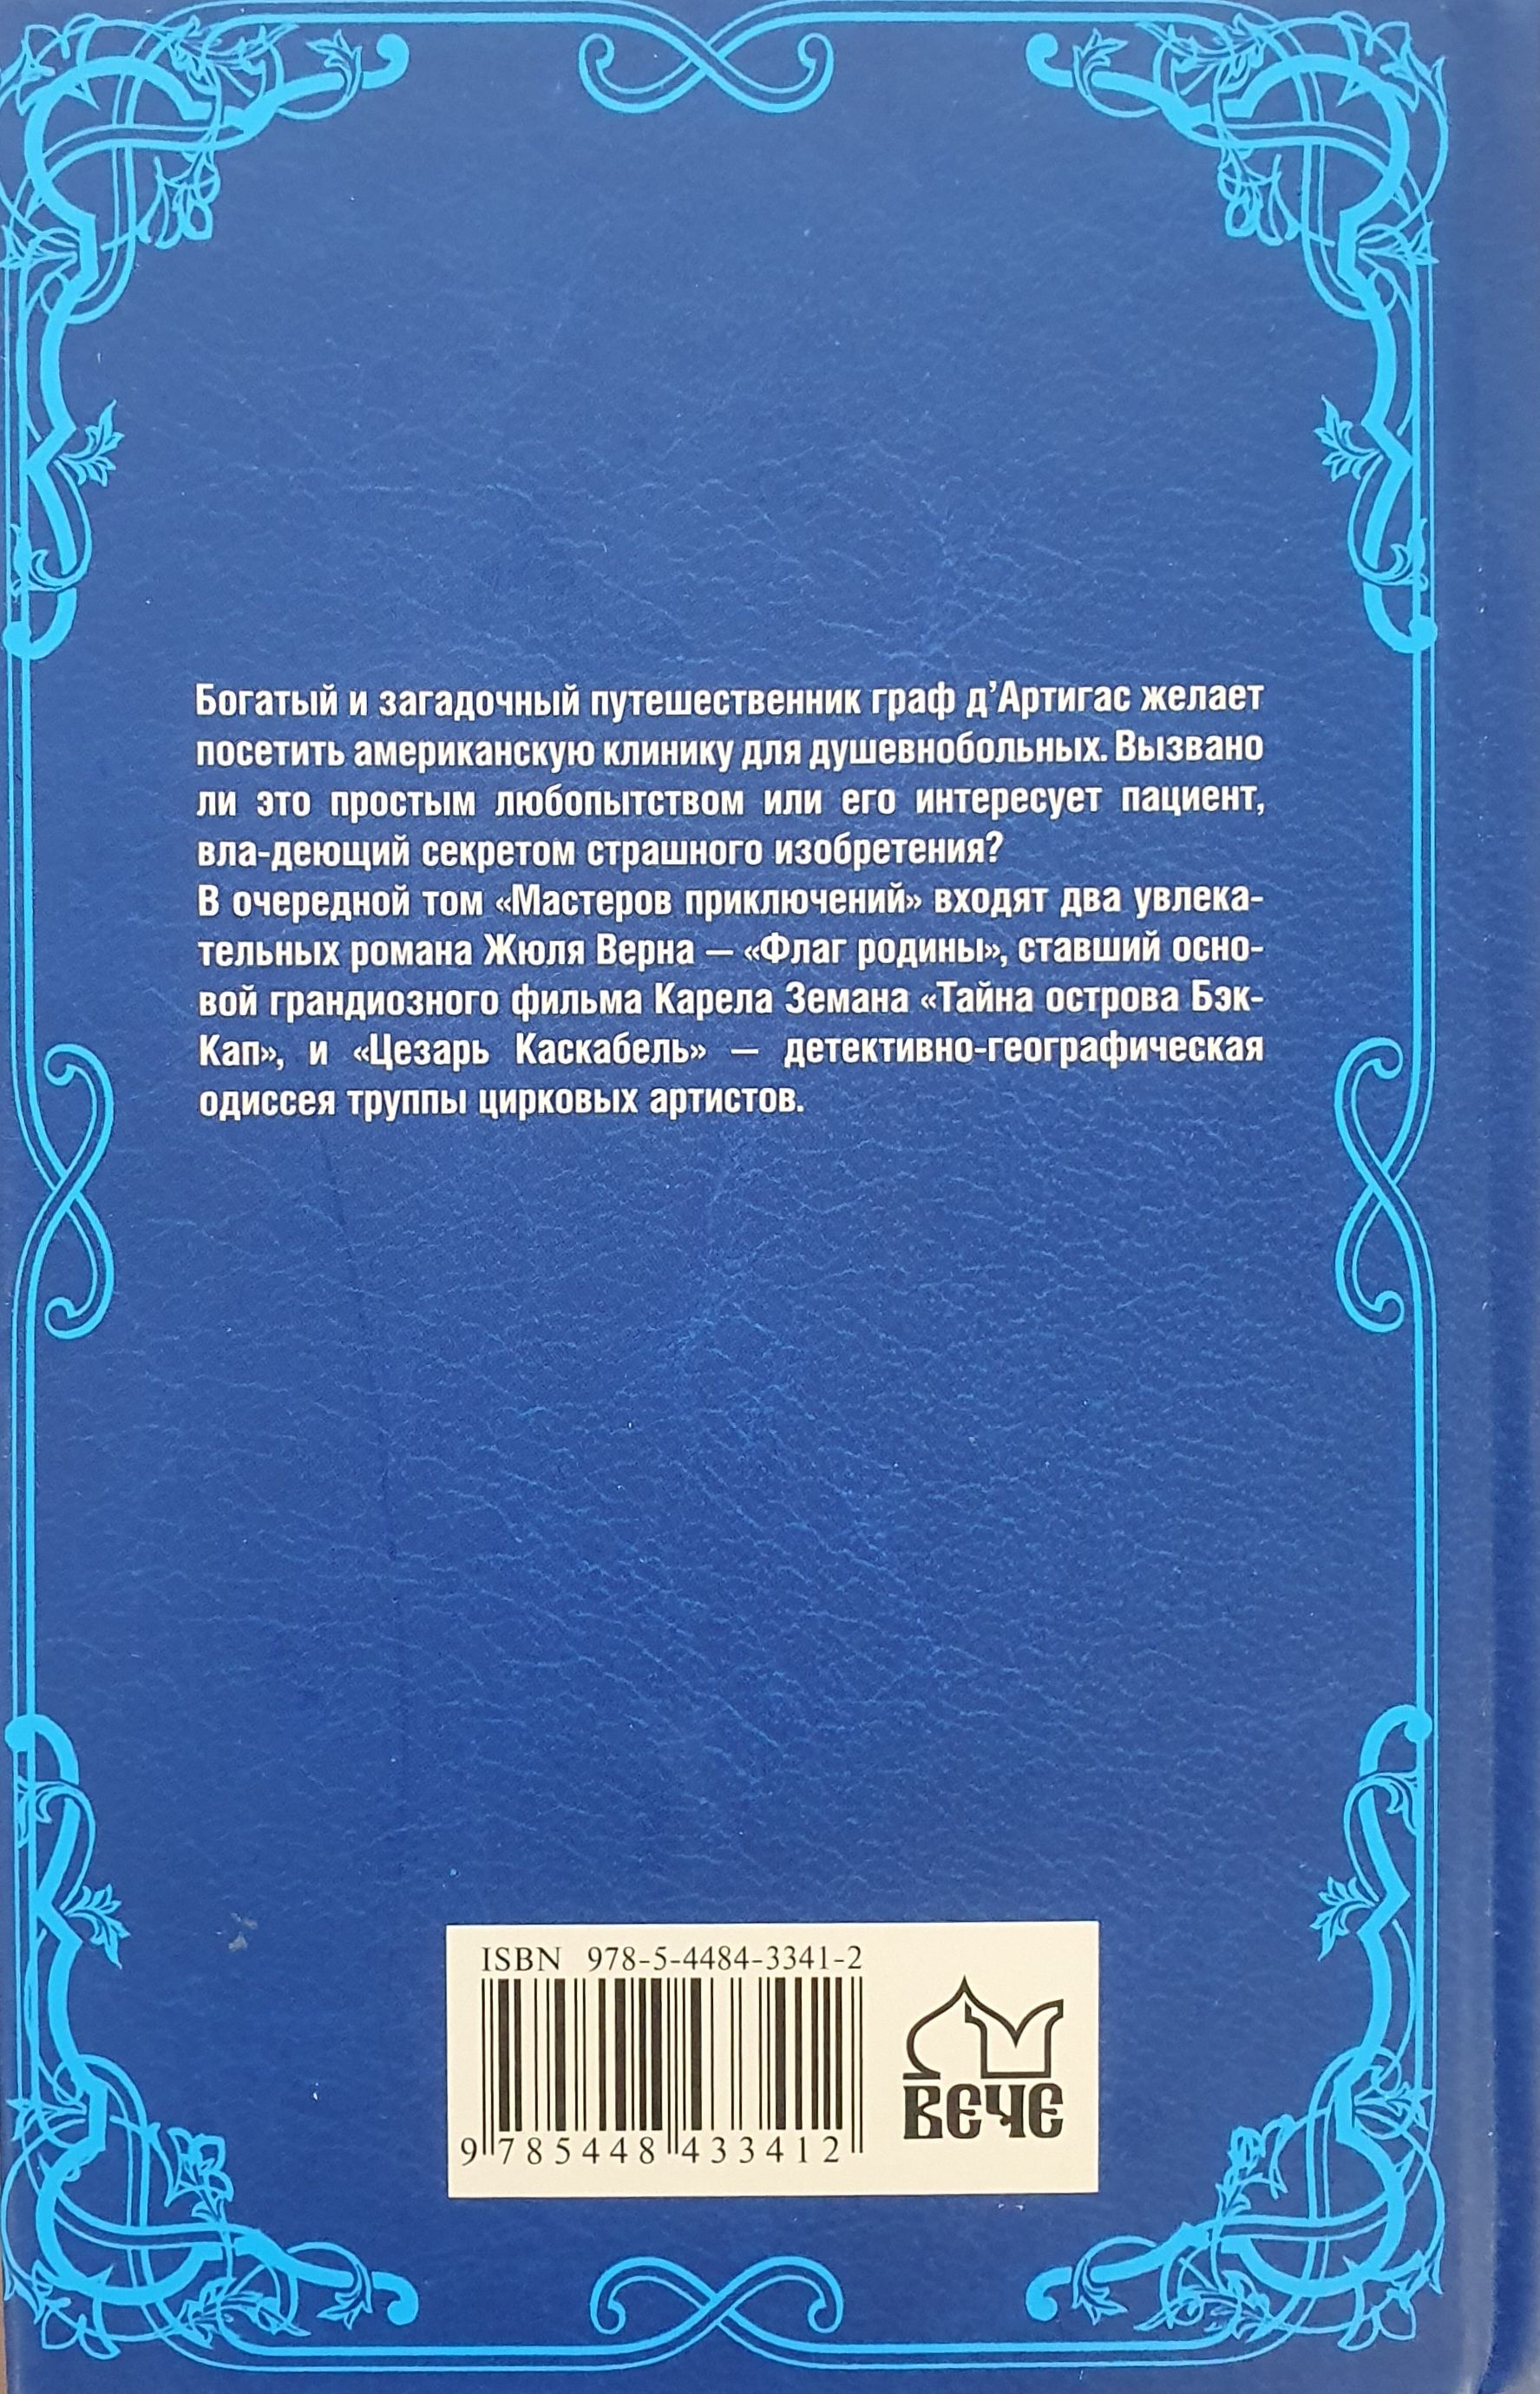 Богатый и загадочный путешественник граф д’Артигас желает
посетить американскую клинику для душевнобольных. Вызвано
ли это простым любопытством или его интересует пациент,
вла-деющий секретом страшного изобретения?
В очередной том «Мастеров приключений» входят два увлека-
тельных романа Жюля Верна — «Флаг родины», ставший осно-
вой грандиозного фильма Карела Земана «Тайна острова Бэк-
Кап», и «Цезарь Каскабель» — детективно-географическая
одиссея труппы цирковых артистов.
ISBN 978-5-4484-3341-2
9 785448 433412
ВЕЧЕ